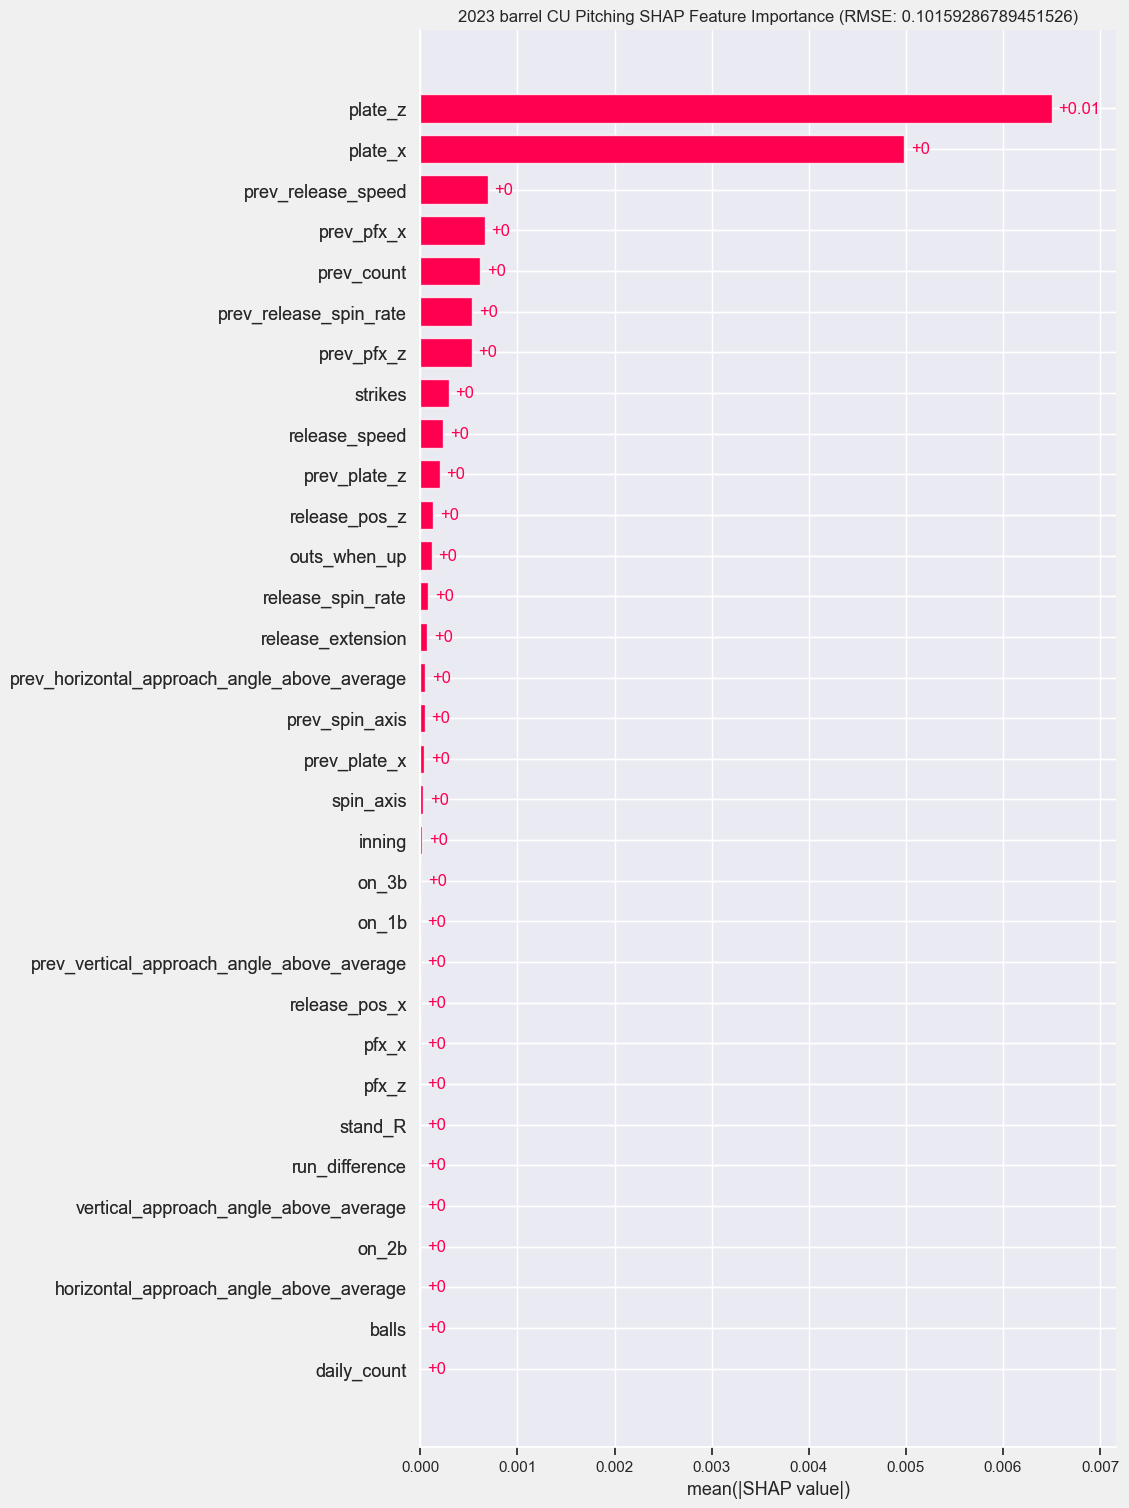 2023 barrel CU Pitching SHAP Feature Importance (RMSE: 0.10159286789451526)
plate_z +0.01
plate_x +0
prev_release_speed +0
prev_pfx_x +0
prev_count +0
prev_release_spin_rate +0
prev_pfx_z +0
strikes +0
release_speed +0
prev_plate_z +0
release_pos_z +0
outs_when_up +0
release_spin_rate +0
release_extension +0
prev_horizontal_approach_angle_above_average +0
prev_spin_axis +0
prev_plate_x +0
spin_axis +0
inning +0
on_3b +0
on_1b +0
prev_vertical_approach_angle_above_average +0
release_pos_x +0
pfx_x +0
pfx_z +0
stand_R +0
run_difference +0
vertical_approach_angle_above_average +0
on_2b +0
horizontal_approach_angle_above_average +0
balls +0
daily_count +0
0.000 0.001 0.002 0.003 0.004 0.005 0.006 0.007
mean(|SHAP value|)